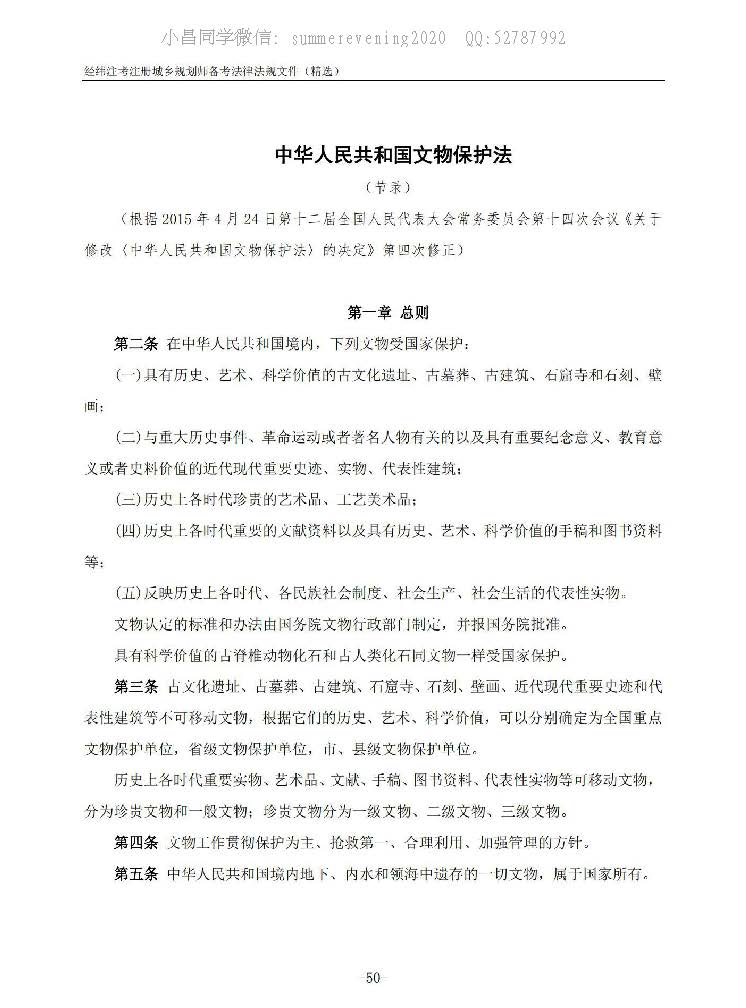 小昌同学微信: summerevening2020 QQ:52787992
经纬注考注册城乡规划师备考法律法规文件（精选）
中华人民共和国文物保护法
（节录）
（根据 2015 年 4 月 24 日第十二届全国人民代表大会常务委员会第十四次会议《关于
修改〈中华人民共和国文物保护法〉的决定》第四次修正）
第一章 总则
第二条 在中华人民共和国境内，下列文物受国家保护：
(一)具有历史、艺术、科学价值的古文化遗址、古墓葬、古建筑、石窟寺和石刻、壁
画；
(二)与重大历史事件、革命运动或者著名人物有关的以及具有重要纪念意义、教育意
义或者史料价值的近代现代重要史迹、实物、代表性建筑；
(三)历史上各时代珍贵的艺术品、工艺美术品；
(四)历史上各时代重要的文献资料以及具有历史、艺术、科学价值的手稿和图书资料
等；
(五)反映历史上各时代、各民族社会制度、社会生产、社会生活的代表性实物。
文物认定的标准和办法由国务院文物行政部门制定，并报国务院批准。
具有科学价值的古脊椎动物化石和古人类化石同文物一样受国家保护。
第三条 古文化遗址、古墓葬、古建筑、石窟寺、石刻、壁画、近代现代重要史迹和代
表性建筑等不可移动文物，根据它们的历史、艺术、科学价值，可以分别确定为全国重点
文物保护单位，省级文物保护单位，市、县级文物保护单位。
历史上各时代重要实物、艺术品、文献、手稿、图书资料、代表性实物等可移动文物，
分为珍贵文物和一般文物；珍贵文物分为一级文物、二级文物、三级文物。
第四条 文物工作贯彻保护为主、抢救第一、合理利用、加强管理的方针。
第五条 中华人民共和国境内地下、内水和领海中遗存的一切文物，属于国家所有。
-50-